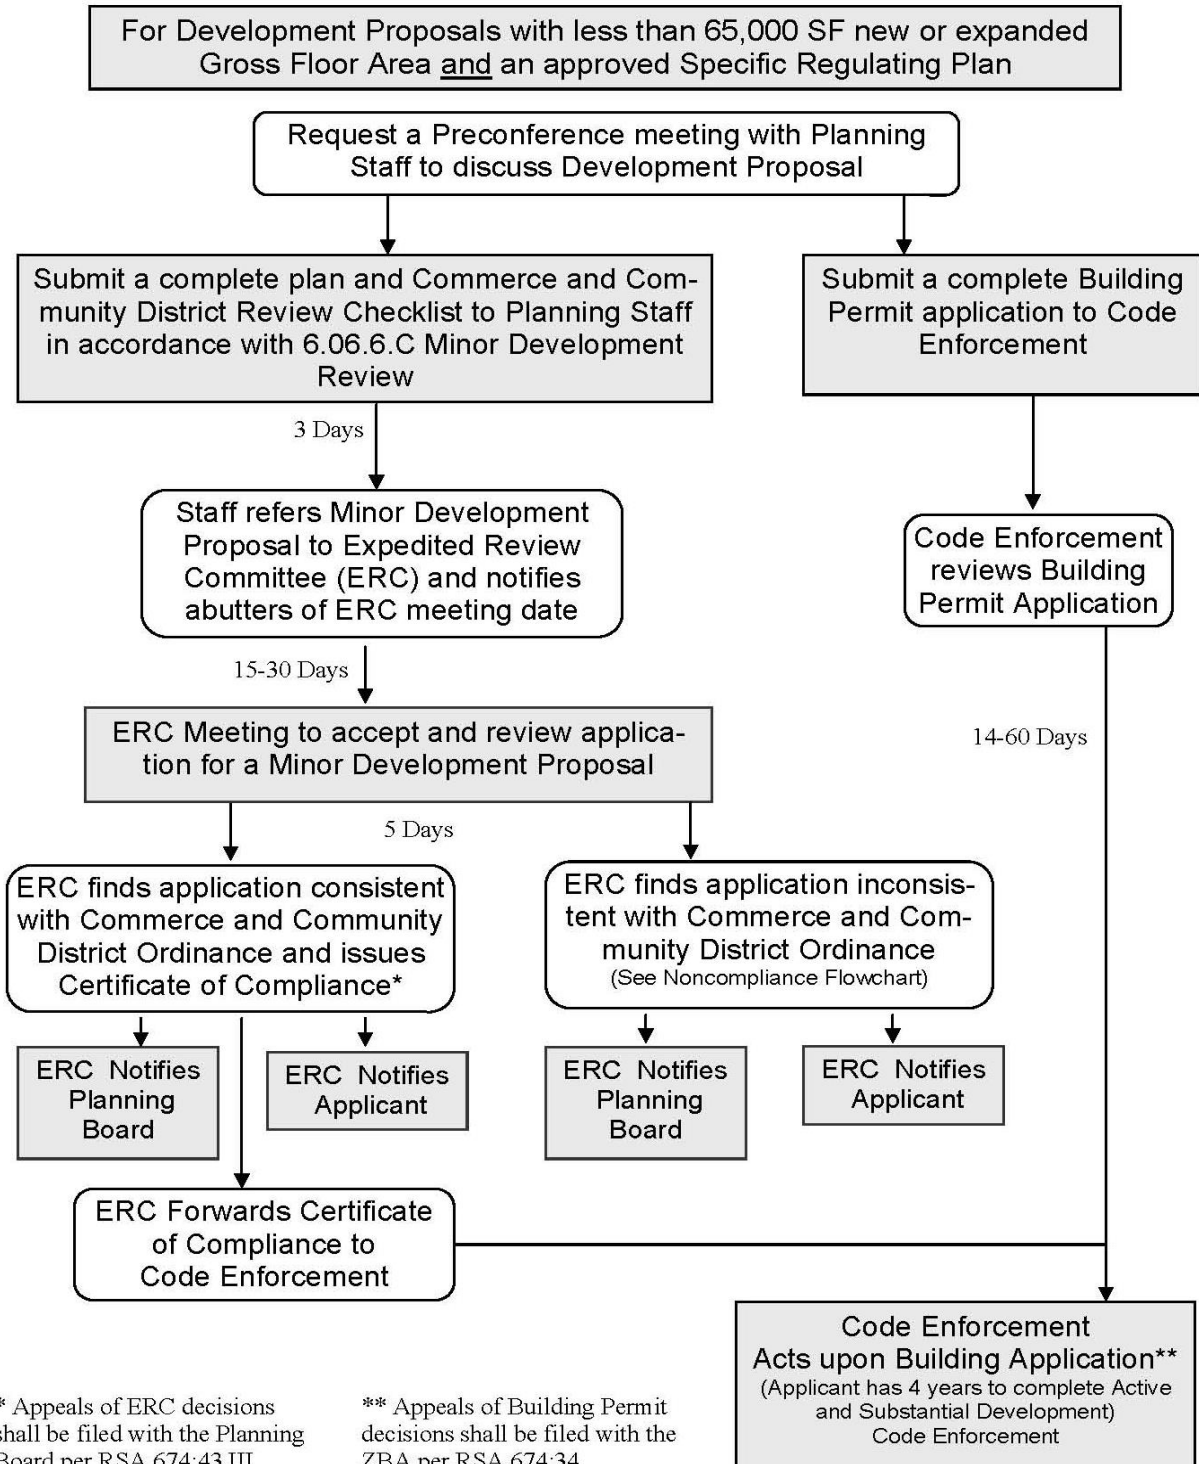 For Development Proposals with less than 65,000 SF new or expanded
Gross Floor Area and an approved Specific Regulating Plan
Request a Preconference meeting with Planning
Staff to discuss Development Proposal
Submit a complete plan and Commerce and Com-
munity District Review Checklist to Planning Staff
in accordance with 6.06.6.C Minor Development
Review
Submit a complete Building
Permit application to Code
Enforcement
3 Days
Staff refers Minor Development
Proposal to Expedited Review
Committee (ERC) and notifies
abutters of ERC meeting date
Code Enforcement
reviews Building
Permit Application
15-30 Days
ERC Meeting to accept and review applica-
tion for a Minor Development Proposal
14-60 Days
5 Days
ERC finds application consistent
with Commerce and Community
District Ordinance and issues
Certificate of Compliance*
ERC finds application inconsis-
tent with Commerce and Com-
munity District Ordinance
(See Noncompliance Flowchart)
ERC Notifies
Planning
Board
ERC Notifies
Applicant
ERC Notifies
Planning
Board
ERC Notifies
Applicant
ERC Forwards Certificate
of Compliance to
Code Enforcement
Code Enforcement
Acts upon Building Application**
(Applicant has 4 years to complete Active
and Substantial Development)
Code Enforcement
* Appeals of ERC decisions
shall be filed with the Planning
Board per RSA 674:43 III
** Appeals of Building Permit
decisions shall be filed with the
ZBA per RSA 674:34